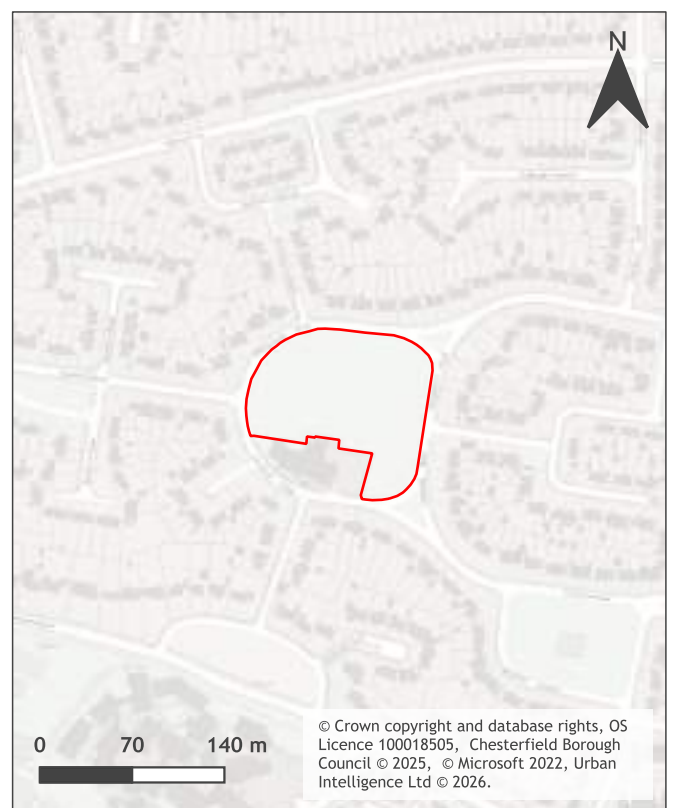 N
0 70 140 m
© Crown copyright and database rights, OS
Licence 100018505, Chesterfield Borough
Council © 2025, © Microsoft 2022, Urban
Intelligence Ltd © 2026.